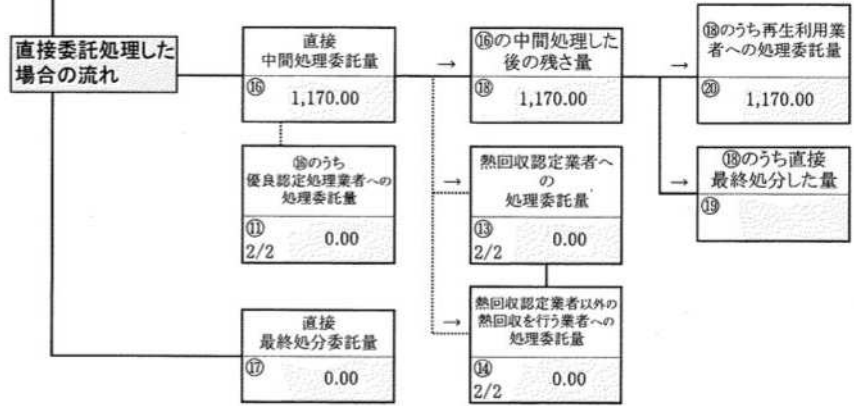 直接委託処理した
場合の流れ
直接
中間処理委託量
⑯
1,170.00
→
⑯の中間処理した
後の残さ量
⑱
1,170.00
→
⑱のうち再生利用業
者への処理委託量
⑳
1,170.00
⑯のうち
優良認定処理業者への
処理委託量
⑪
2/2
0.00
→
熱回収認定業者へ
の
処理委託量
⑬
2/2
0.00
→
⑱のうち直接
最終処分した量
⑲
直接
最終処分委託量
⑰
0.00
→
熱回収認定業者以外の
熱回収を行う業者への
処理委託量
⑭
2/2
0.00